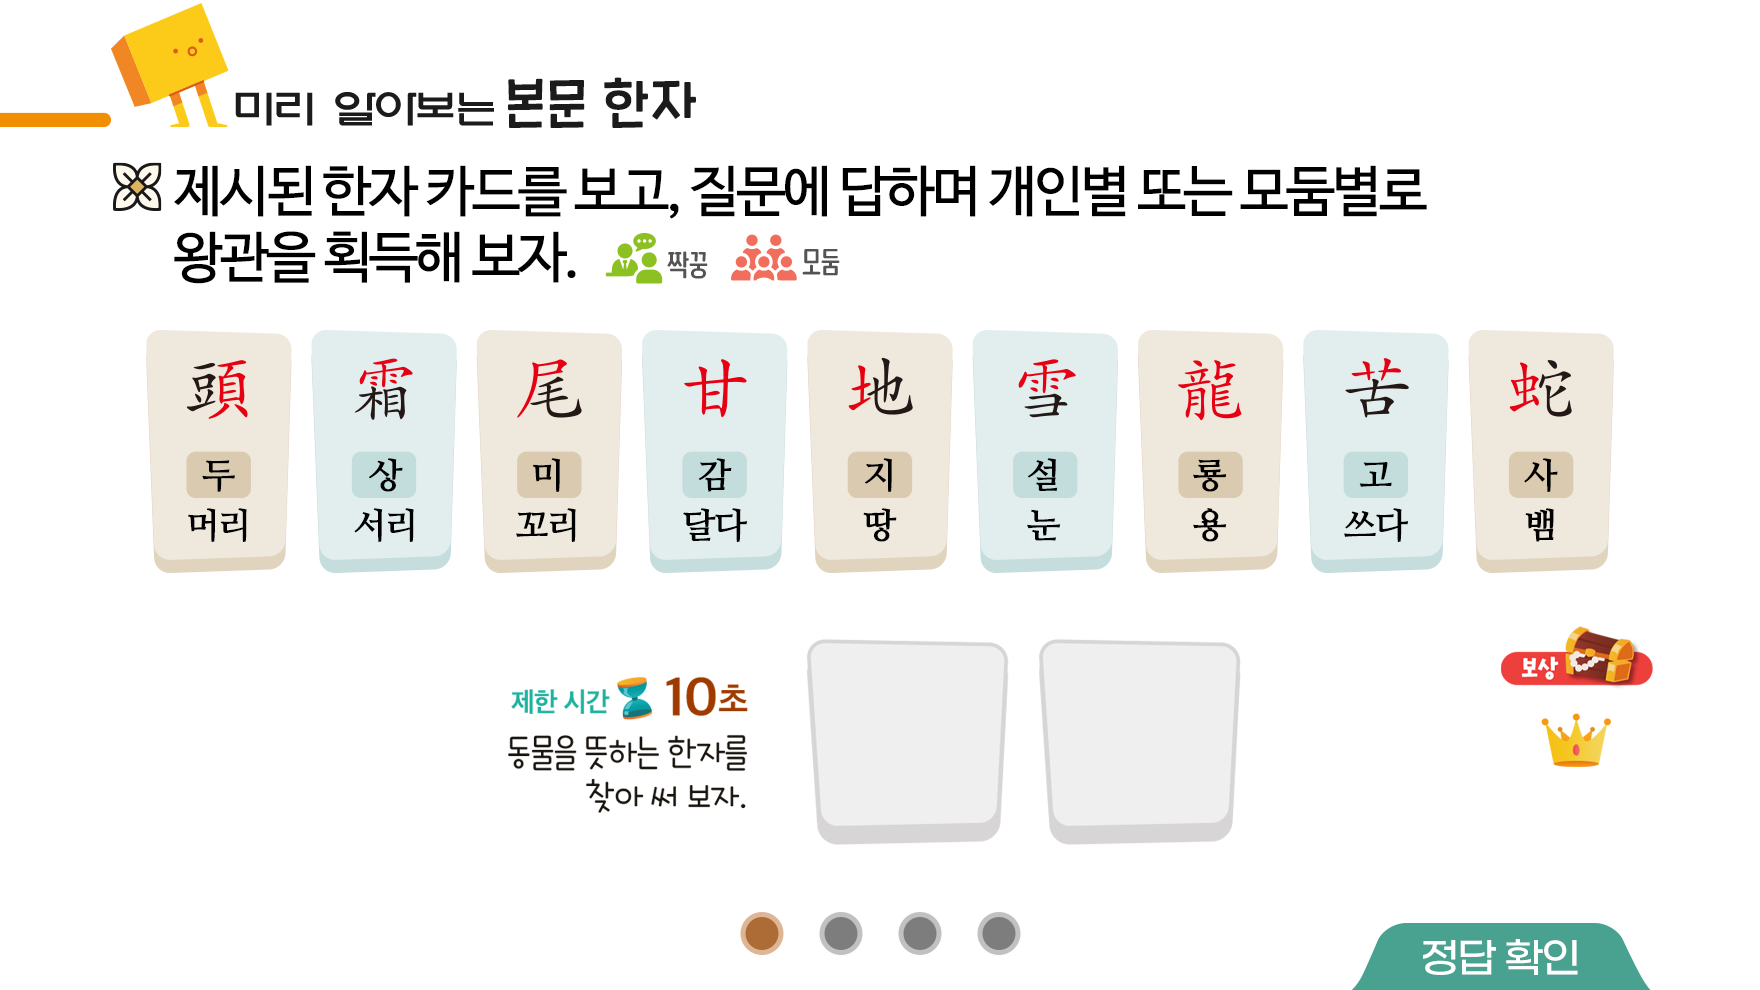 미리 알아보는 본문 한자
제시된 한자 카드를 보고, 질문에 답하며 개인별 또는 모둠별로
왕관을 획득해 보자. 짝꿍 모둠
頭 霜 尾 甘 地 雪 龍 苦 蛇
두 상 미 감 지 설 룡 고 사
머리 서리 꼬리 달다 땅 눈 용 쓰다 뱀
보상
제한 시간 10초
동물을 뜻하는 한자를
찾아 써 보자.
정답 확인